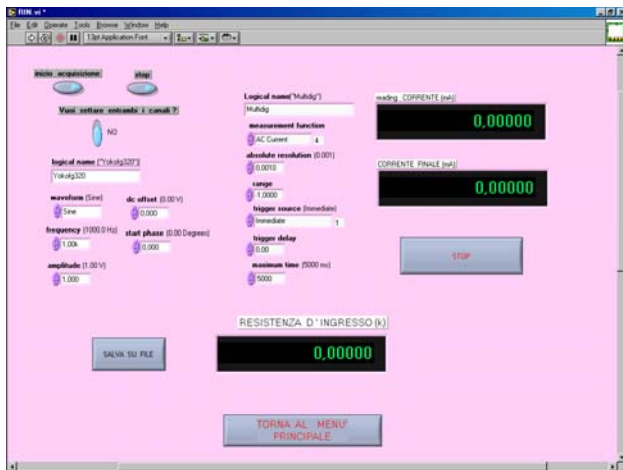 RIN.vi *
File Edit Operate Tools Browse Window Help
13pt Application Font
inizio acquisizione
stop
Vuoi settare entrambi i canali ?
NO
logical name ("Yokofg320")
Yokofg320
waveform (Sine)
Sine
dc offset (0.00 V)
0.000
frequency (1000.0 Hz)
1,00k
start phase (0.00 Degrees)
0,000
amplitude (1.00 V)
1,000
Logical name("Multidig")
Multidig
measurement function
AC Current 4
absolute resolution (0.001)
0,0010
range
-1,0000
trigger source (Immediate)
Immediate 1
trigger delay
0.00
maximum time (5000 ms)
5000
reading CORRENTE (mA)
0,00000
CORRENTE FINALE (mA)
0,00000
STOP
RESISTENZA D'INGRESSO (k)
0,00000
SALVA SU FILE
TORNA AL MENU'
PRINCIPALE